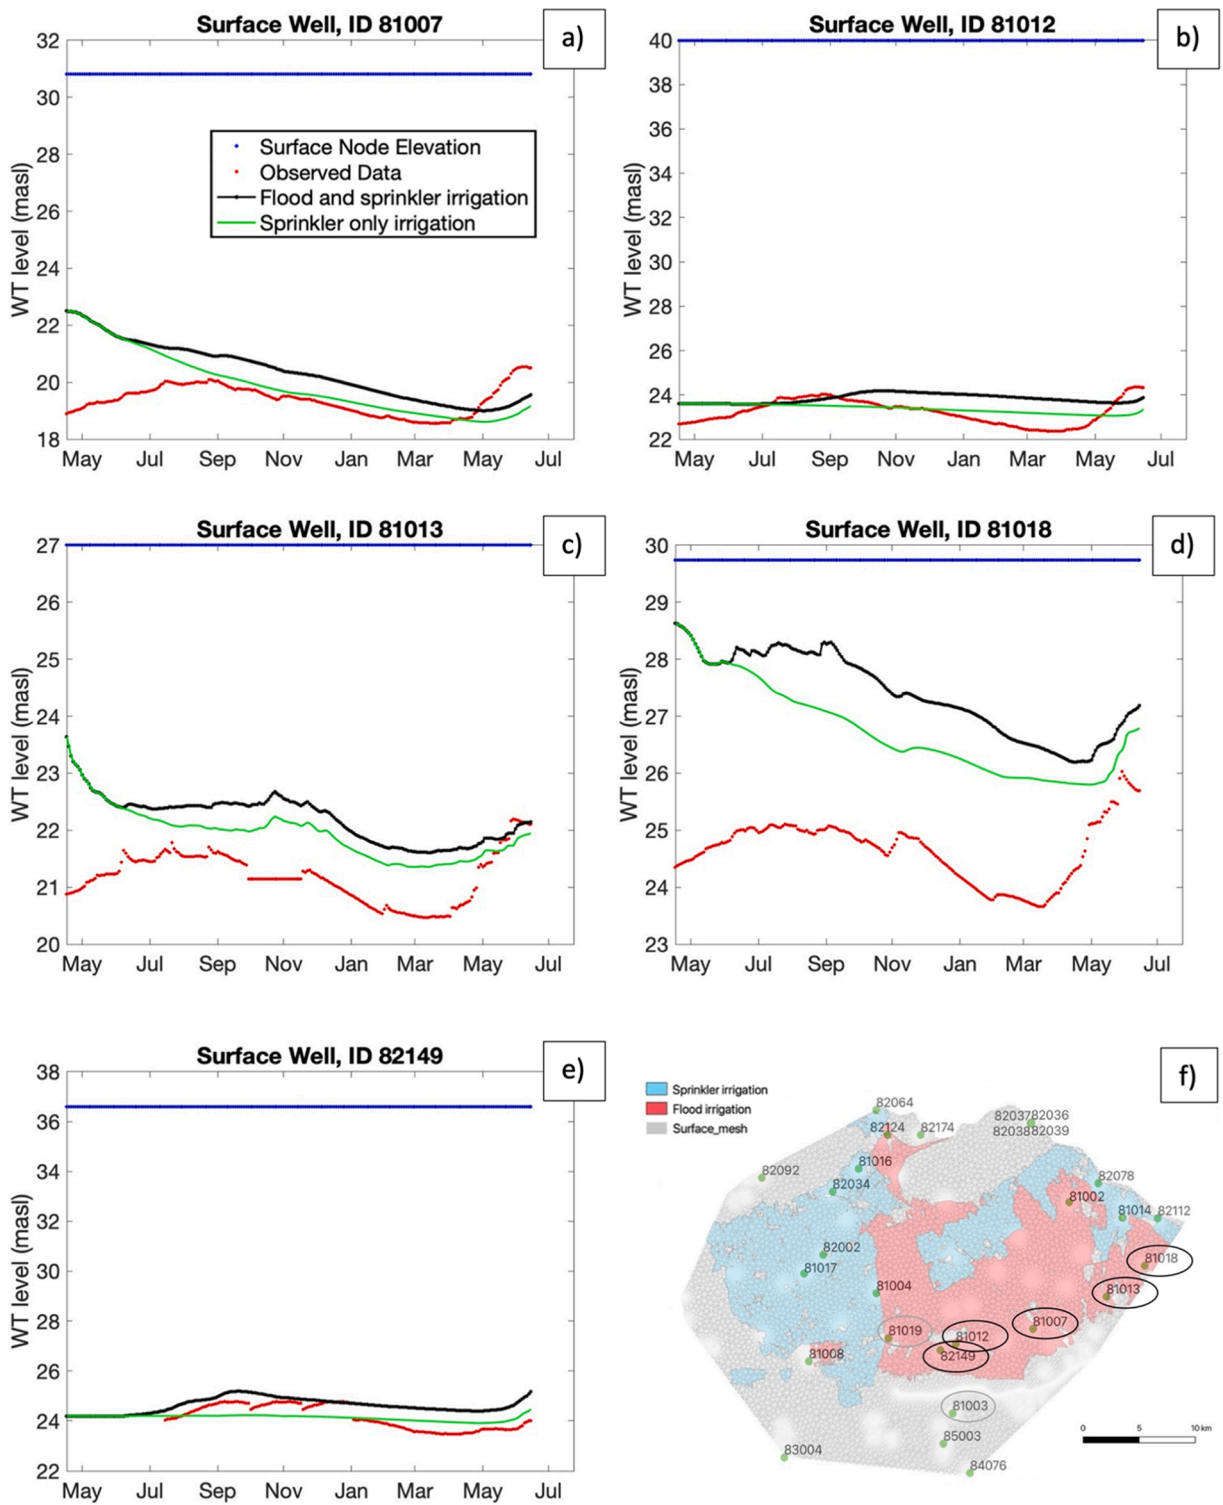 Surface Well, ID 81007
a)
32
30
28
26
24
22
20
18
WT level (masl)
Surface Node Elevation
Observed Data
Flood and sprinkler irrigation
Sprinkler only irrigation
May Jul Sep Nov Jan Mar May Jul
Surface Well, ID 81012
b)
40
38
36
34
32
30
28
26
24
22
WT level (masl)
May Jul Sep Nov Jan Mar May Jul
Surface Well, ID 81013
c)
27
26
25
24
23
22
21
20
WT level (masl)
May Jul Sep Nov Jan Mar May Jul
Surface Well, ID 81018
d)
30
29
28
27
26
25
24
23
WT level (masl)
May Jul Sep Nov Jan Mar May Jul
Surface Well, ID 82149
e)
38
36
34
32
30
28
26
24
22
WT level (masl)
May Jul Sep Nov Jan Mar May Jul
f)
Sprinkler irrigation
Flood irrigation
Surface_mesh
82064
82037 82036
82124 82174 82038 82039
81016
82092
82034
82078
81002
81014 82112
82002
81017
81018
81004
81013
81019 81012 81007
81008 82149
81003
85003
83004
84076
0 5 10 km